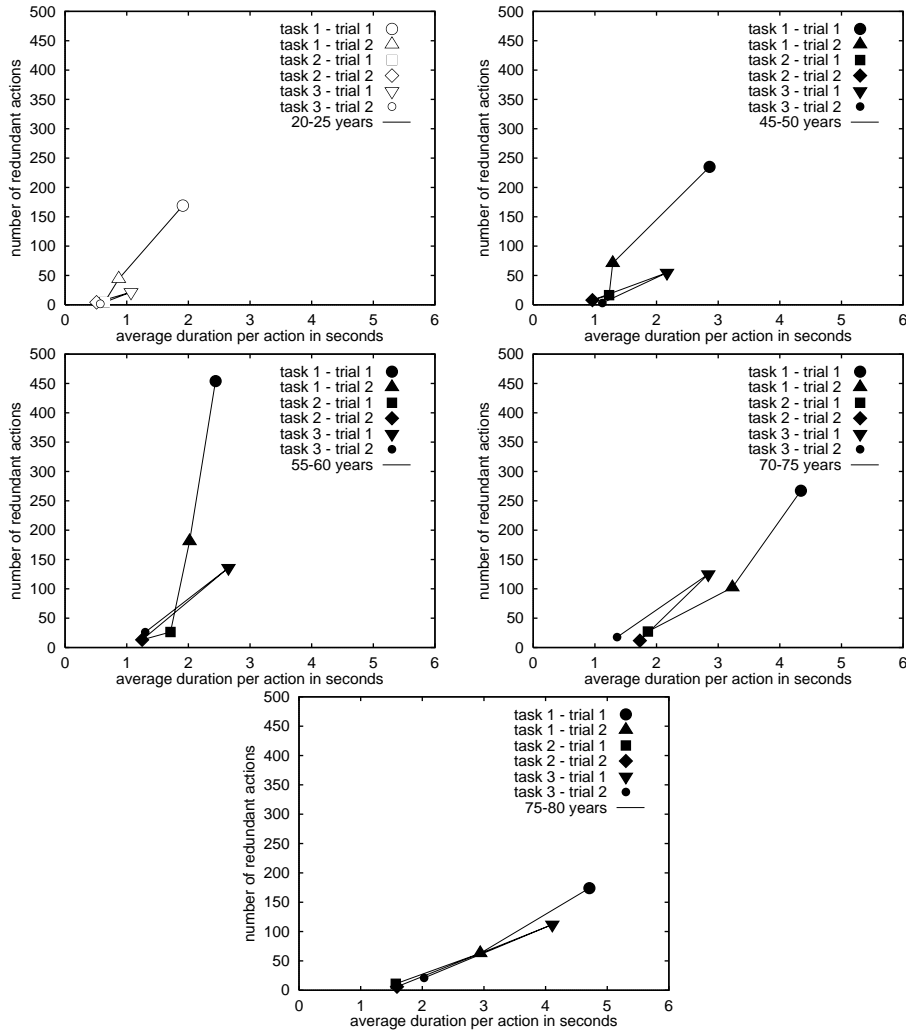 500
450
400
350
300
250
200
150
100
50
0
number of redundant actions
task 1 - trial 1
task 1 - trial 2
task 2 - trial 1
task 2 - trial 2
task 3 - trial 1
task 3 - trial 2
20-25 years
0 1 2 3 4 5 6
average duration per action in seconds
500
450
400
350
300
250
200
150
100
50
0
number of redundant actions
task 1 - trial 1
task 1 - trial 2
task 2 - trial 1
task 2 - trial 2
task 3 - trial 1
task 3 - trial 2
45-50 years
0 1 2 3 4 5 6
average duration per action in seconds
500
450
400
350
300
250
200
150
100
50
0
number of redundant actions
task 1 - trial 1
task 1 - trial 2
task 2 - trial 1
task 2 - trial 2
task 3 - trial 1
task 3 - trial 2
55-60 years
0 1 2 3 4 5 6
average duration per action in seconds
500
450
400
350
300
250
200
150
100
50
0
number of redundant actions
task 1 - trial 1
task 1 - trial 2
task 2 - trial 1
task 2 - trial 2
task 3 - trial 1
task 3 - trial 2
70-75 years
0 1 2 3 4 5 6
average duration per action in seconds
500
450
400
350
300
250
200
150
100
50
0
number of redundant actions
task 1 - trial 1
task 1 - trial 2
task 2 - trial 1
task 2 - trial 2
task 3 - trial 1
task 3 - trial 2
75-80 years
0 1 2 3 4 5 6
average duration per action in seconds